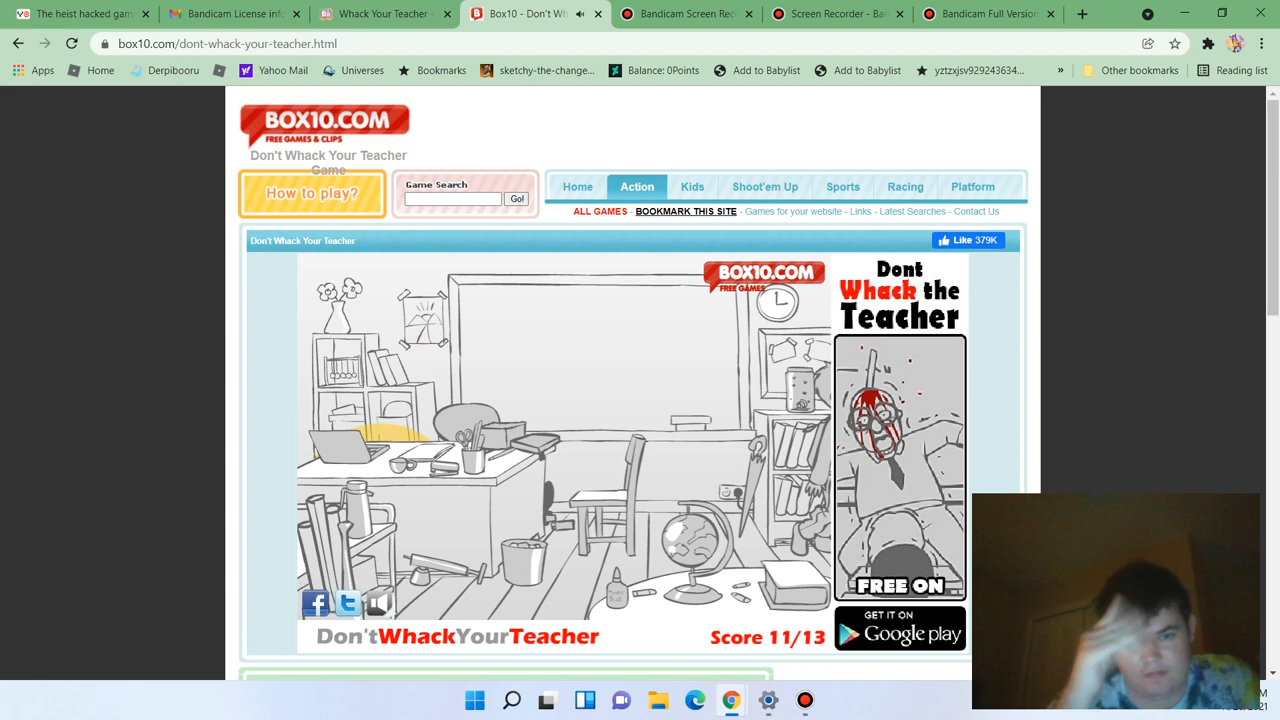 The heist hacked gam
Bandicam License info
Whack Your Teacher -
Box10 - Don't Wh
Bandicam Screen Rec
Screen Recorder - Ban
Bandicam Full Version
box10.com/dont-whack-your-teacher.html
Apps
Home
Derpibooru
Yahoo Mail
Universes
Bookmarks
sketchy-the-change...
Balance: 0Points
Add to Babylist
Add to Babylist
yztzxjsv929243634...
»
Other bookmarks
Reading list
BOX10.COM
FREE GAMES & CLIPS
Don't Whack Your Teacher
Game
How to play?
Game Search
Go!
Home
Action
Kids
Shoot'em Up
Sports
Racing
Platform
ALL GAMES - BOOKMARK THIS SITE - Games for your website - Links - Latest Searches - Contact Us
Don't Whack Your Teacher
Like 379K
BOX10.COM
FREE GAMES
Dont
Whack the
Teacher
FREE ON
GET IT ON
Google play
Don'tWhackYourTeacher
Score 11/13